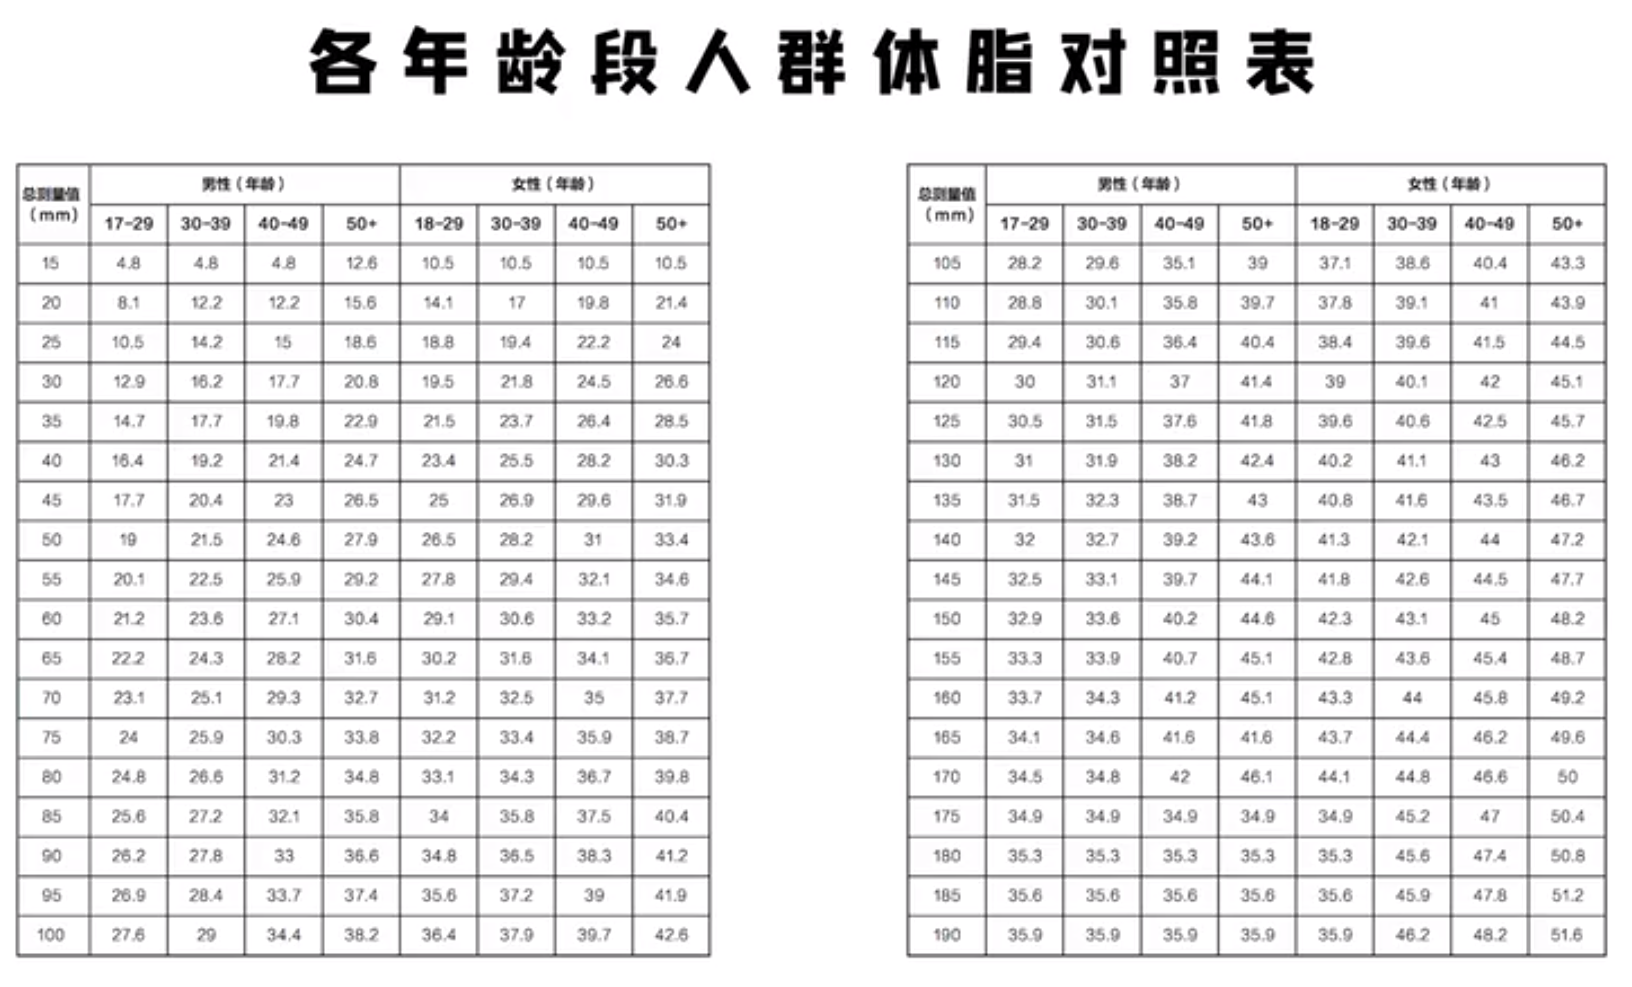 各年龄段人群体脂对照表
总测量值 男性（年龄） 女性（年龄）
（mm） 17-29 30-39 40-49 50+ 18-29 30-39 40-49 50+
15 4.8 4.8 4.8 12.6 10.5 10.5 10.5 10.5
20 8.1 12.2 12.2 15.6 14.1 17 19.8 21.4
25 10.5 14.2 15 18.6 18.8 19.4 22.2 24
30 12.9 16.2 17.7 20.8 19.5 21.8 24.5 26.6
35 14.7 17.7 19.8 22.9 21.5 23.7 26.4 28.5
40 16.4 19.2 21.4 24.7 23.4 25.5 28.2 30.3
45 17.7 20.4 23 26.5 25 26.9 29.6 31.9
50 19 21.5 24.6 27.9 26.5 28.2 31 33.4
55 20.1 22.5 25.9 29.2 27.8 29.4 32.1 34.6
60 21.2 23.6 27.1 30.4 29.1 30.6 33.2 35.7
65 22.2 24.3 28.2 31.6 30.2 31.6 34.1 36.7
70 23.1 25.1 29.3 32.7 31.2 32.5 35 37.7
75 24 25.9 30.3 33.8 32.2 33.4 35.9 38.7
80 24.8 26.6 31.2 34.8 33.1 34.3 36.7 39.8
85 25.6 27.2 32.1 35.8 34 35.8 37.5 40.4
90 26.2 27.8 33 36.6 34.8 36.5 38.3 41.2
95 26.9 28.4 33.7 37.4 35.6 37.2 39 41.9
100 27.6 29 34.4 38.2 36.4 37.9 39.7 42.6
总测量值 男性（年龄） 女性（年龄）
（mm） 17-29 30-39 40-49 50+ 18-29 30-39 40-49 50+
105 28.2 29.6 35.1 39 37.1 38.6 40.4 43.3
110 28.8 30.1 35.8 39.7 37.8 39.1 41 43.9
115 29.4 30.6 36.4 40.4 38.4 39.6 41.5 44.5
120 30 31.1 37 41.4 39 40.1 42 45.1
125 30.5 31.5 37.6 41.8 39.6 40.6 42.5 45.7
130 31 31.9 38.2 42.4 40.2 41.1 43 46.2
135 31.5 32.3 38.7 43 40.8 41.6 43.5 46.7
140 32 32.7 39.2 43.6 41.3 42.1 44 47.2
145 32.5 33.1 39.7 44.1 41.8 42.6 44.5 47.7
150 32.9 33.6 40.2 44.6 42.3 43.1 45 48.2
155 33.3 33.9 40.7 45.1 42.8 43.6 45.4 48.7
160 33.7 34.3 41.2 45.1 43.3 44 45.8 49.2
165 34.1 34.6 41.6 41.6 43.7 44.4 46.2 49.6
170 34.5 34.8 42 46.1 44.1 44.8 46.6 50
175 34.9 34.9 34.9 34.9 34.9 45.2 47 50.4
180 35.3 35.3 35.3 35.3 35.3 45.6 47.4 50.8
185 35.6 35.6 35.6 35.6 35.6 45.9 47.8 51.2
190 35.9 35.9 35.9 35.9 35.9 46.2 48.2 51.6